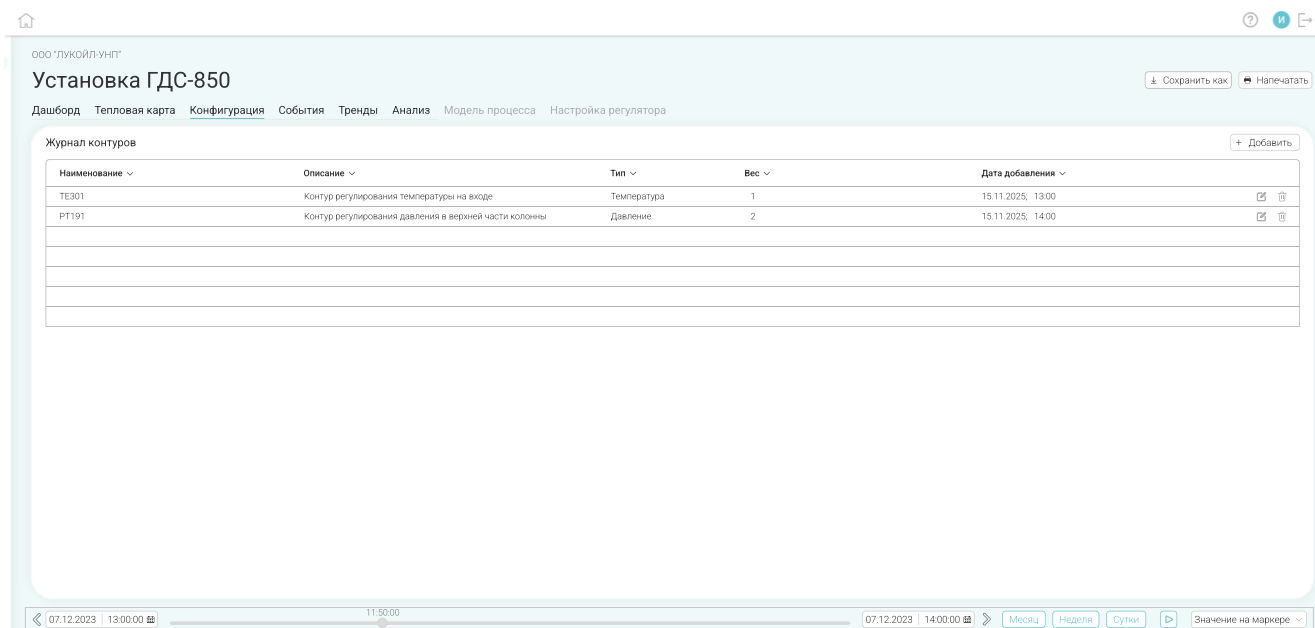 ?
И
ООО "ЛУКОЙЛ-УНП"
Установка ГДС-850
Сохранить как
Напечатать
Дашборд Тепловая карта Конфигурация События Тренды Анализ Модель процесса Настройка регулятора
Журнал контуров
+ Добавить
Наименование Описание Тип Вес Дата добавления
TE301 Контур регулирования температуры на входе Температура 1 15.11.2025; 13:00
PT191 Контур регулирования давления в верхней части колонны Давление 2 15.11.2025; 14:00
11:50:00
07.12.2023 13:00:00 07.12.2023 14:00:00 Месяц Неделя Сутки Значение на маркере